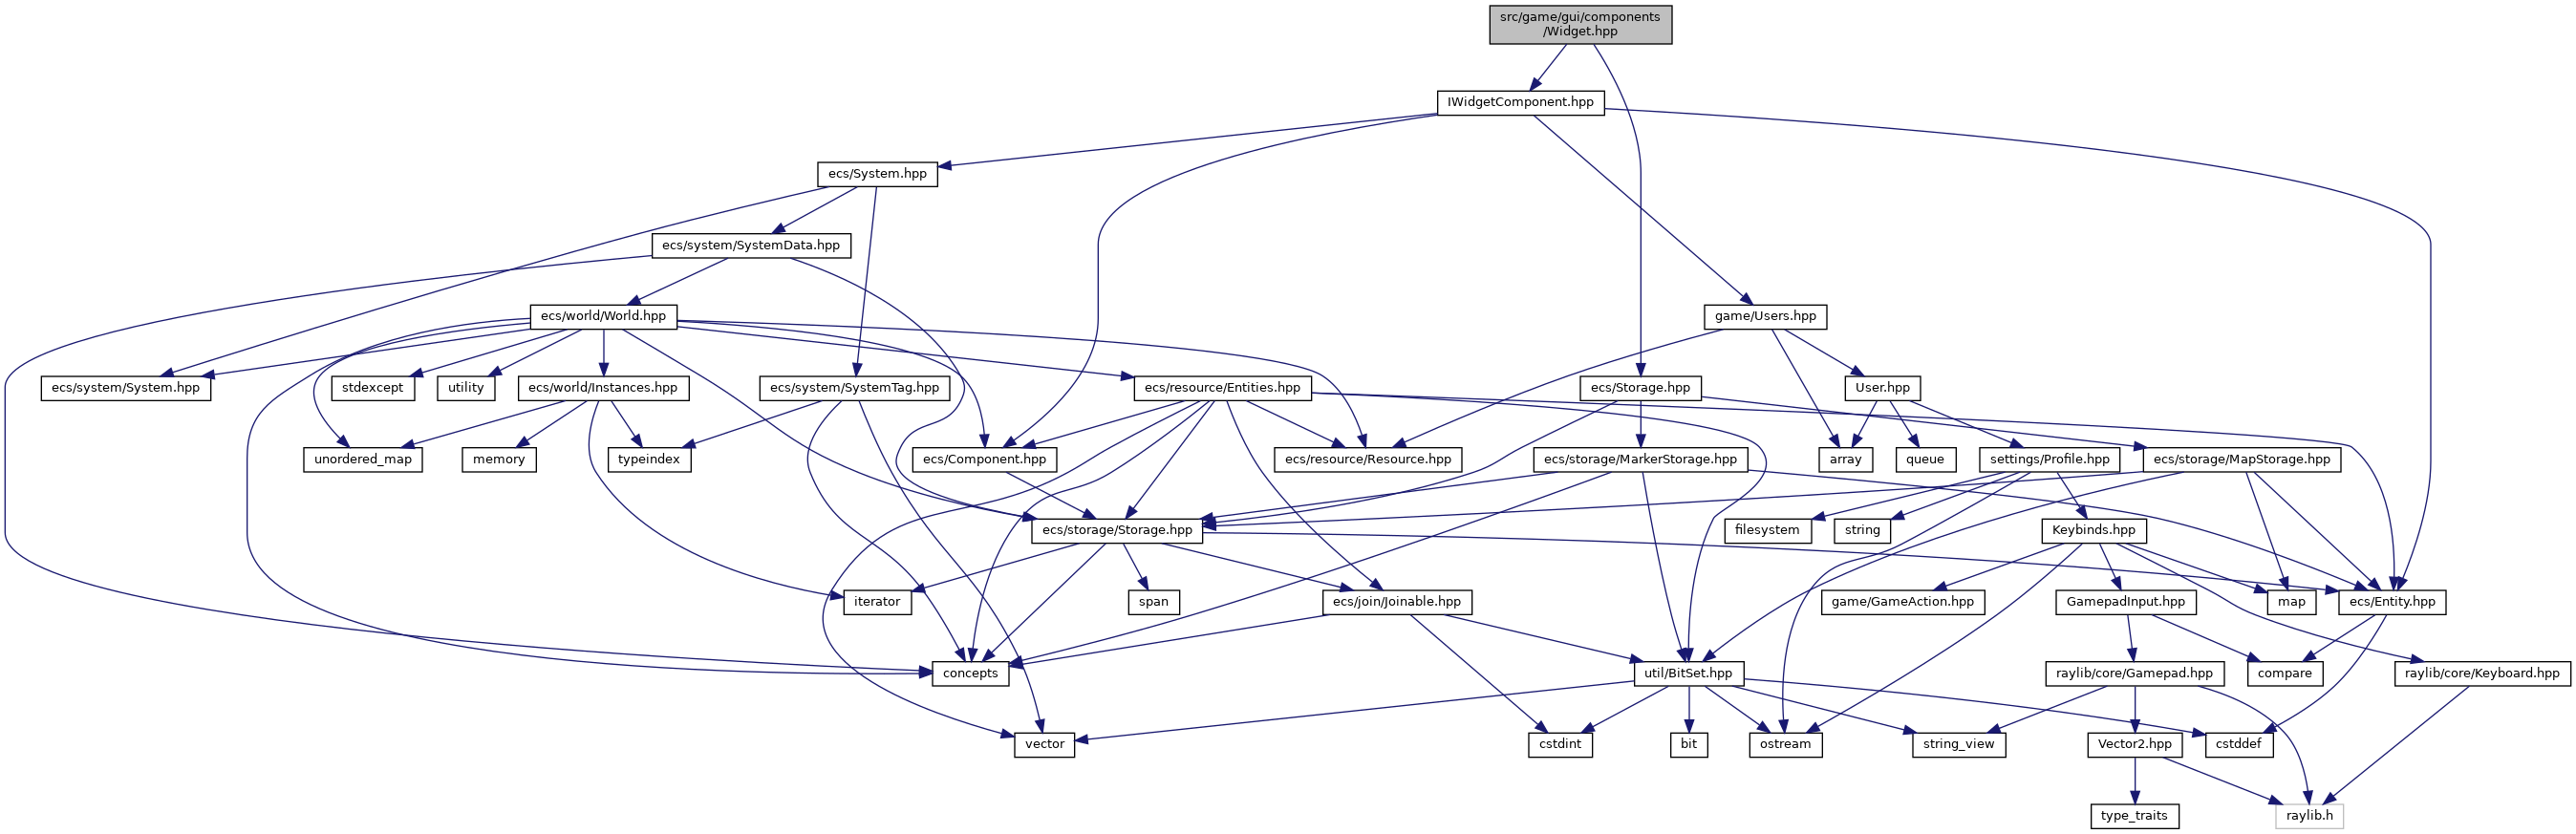 src/game/gui/components
/Widget.hpp
IWidgetComponent.hpp
ecs/System.hpp
ecs/system/SystemData.hpp
ecs/world/World.hpp
game/Users.hpp
ecs/system/System.hpp
stdexcept
utility
ecs/world/Instances.hpp
ecs/system/SystemTag.hpp
ecs/resource/Entities.hpp
ecs/Storage.hpp
User.hpp
unordered_map
memory
typeindex
ecs/Component.hpp
ecs/resource/Resource.hpp
ecs/storage/MarkerStorage.hpp
array
queue
settings/Profile.hpp
ecs/storage/MapStorage.hpp
ecs/storage/Storage.hpp
filesystem
string
Keybinds.hpp
iterator
span
ecs/join/Joinable.hpp
game/GameAction.hpp
GamepadInput.hpp
map
ecs/Entity.hpp
concepts
util/BitSet.hpp
raylib/core/Gamepad.hpp
compare
raylib/core/Keyboard.hpp
vector
cstdint
bit
ostream
string_view
Vector2.hpp
cstddef
type_traits
raylib.h